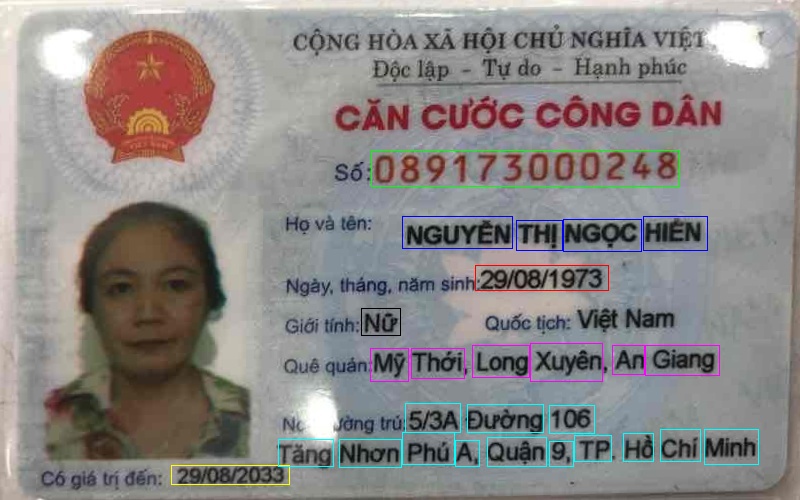 CỘNG HÒA XÃ HỘI CHỦ NGHĨA VIỆT
Độc lập - Tự do - Hạnh phúc
CĂN CƯỚC CÔNG DÂN
Số: 089173000248
Họ và tên: NGUYỄN THỊ NGỌC HIỀN
Ngày, tháng, năm sinh: 29/08/1973
Giới tính: Nữ Quốc tịch: Việt Nam
Quê quán: Mỹ Thới, Long Xuyên, An Giang
trú: 5/3A Đường 106
Tăng Nhơn Phú A, Quận 9, TP. Hồ Chí Minh
Có giá trị đến: 29/08/2033